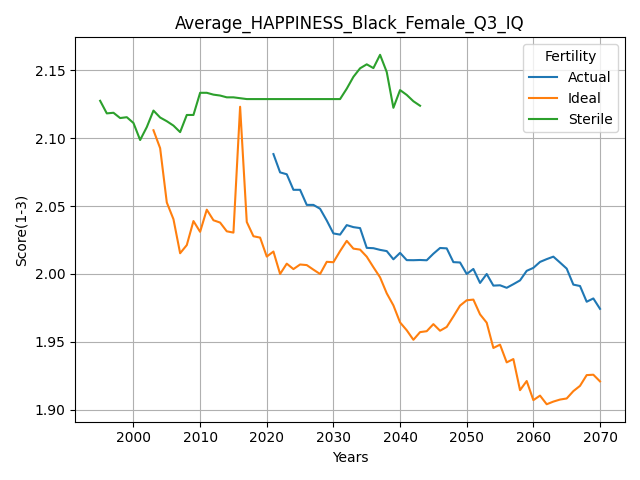 Average_HAPPINESS_Black_Female_Q3_IQ
Fertility
Actual
Ideal
Sterile
Score(1-3)
2.15
2.10
2.05
2.00
1.95
1.90
2000 2010 2020 2030 2040 2050 2060 2070
Years